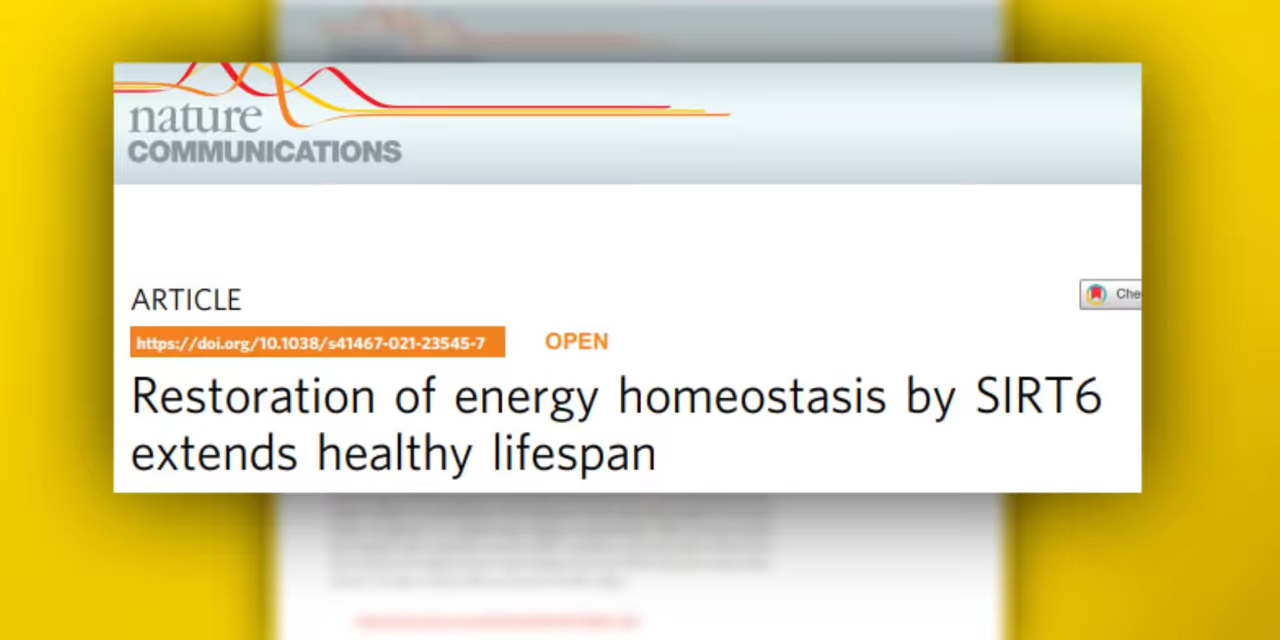 nature
COMMUNICATIONS
ARTICLE
Che
https://doi.org/10.1038/s41467-021-23545-7 OPEN
Restoration of energy homeostasis by SIRT6
extends healthy lifespan